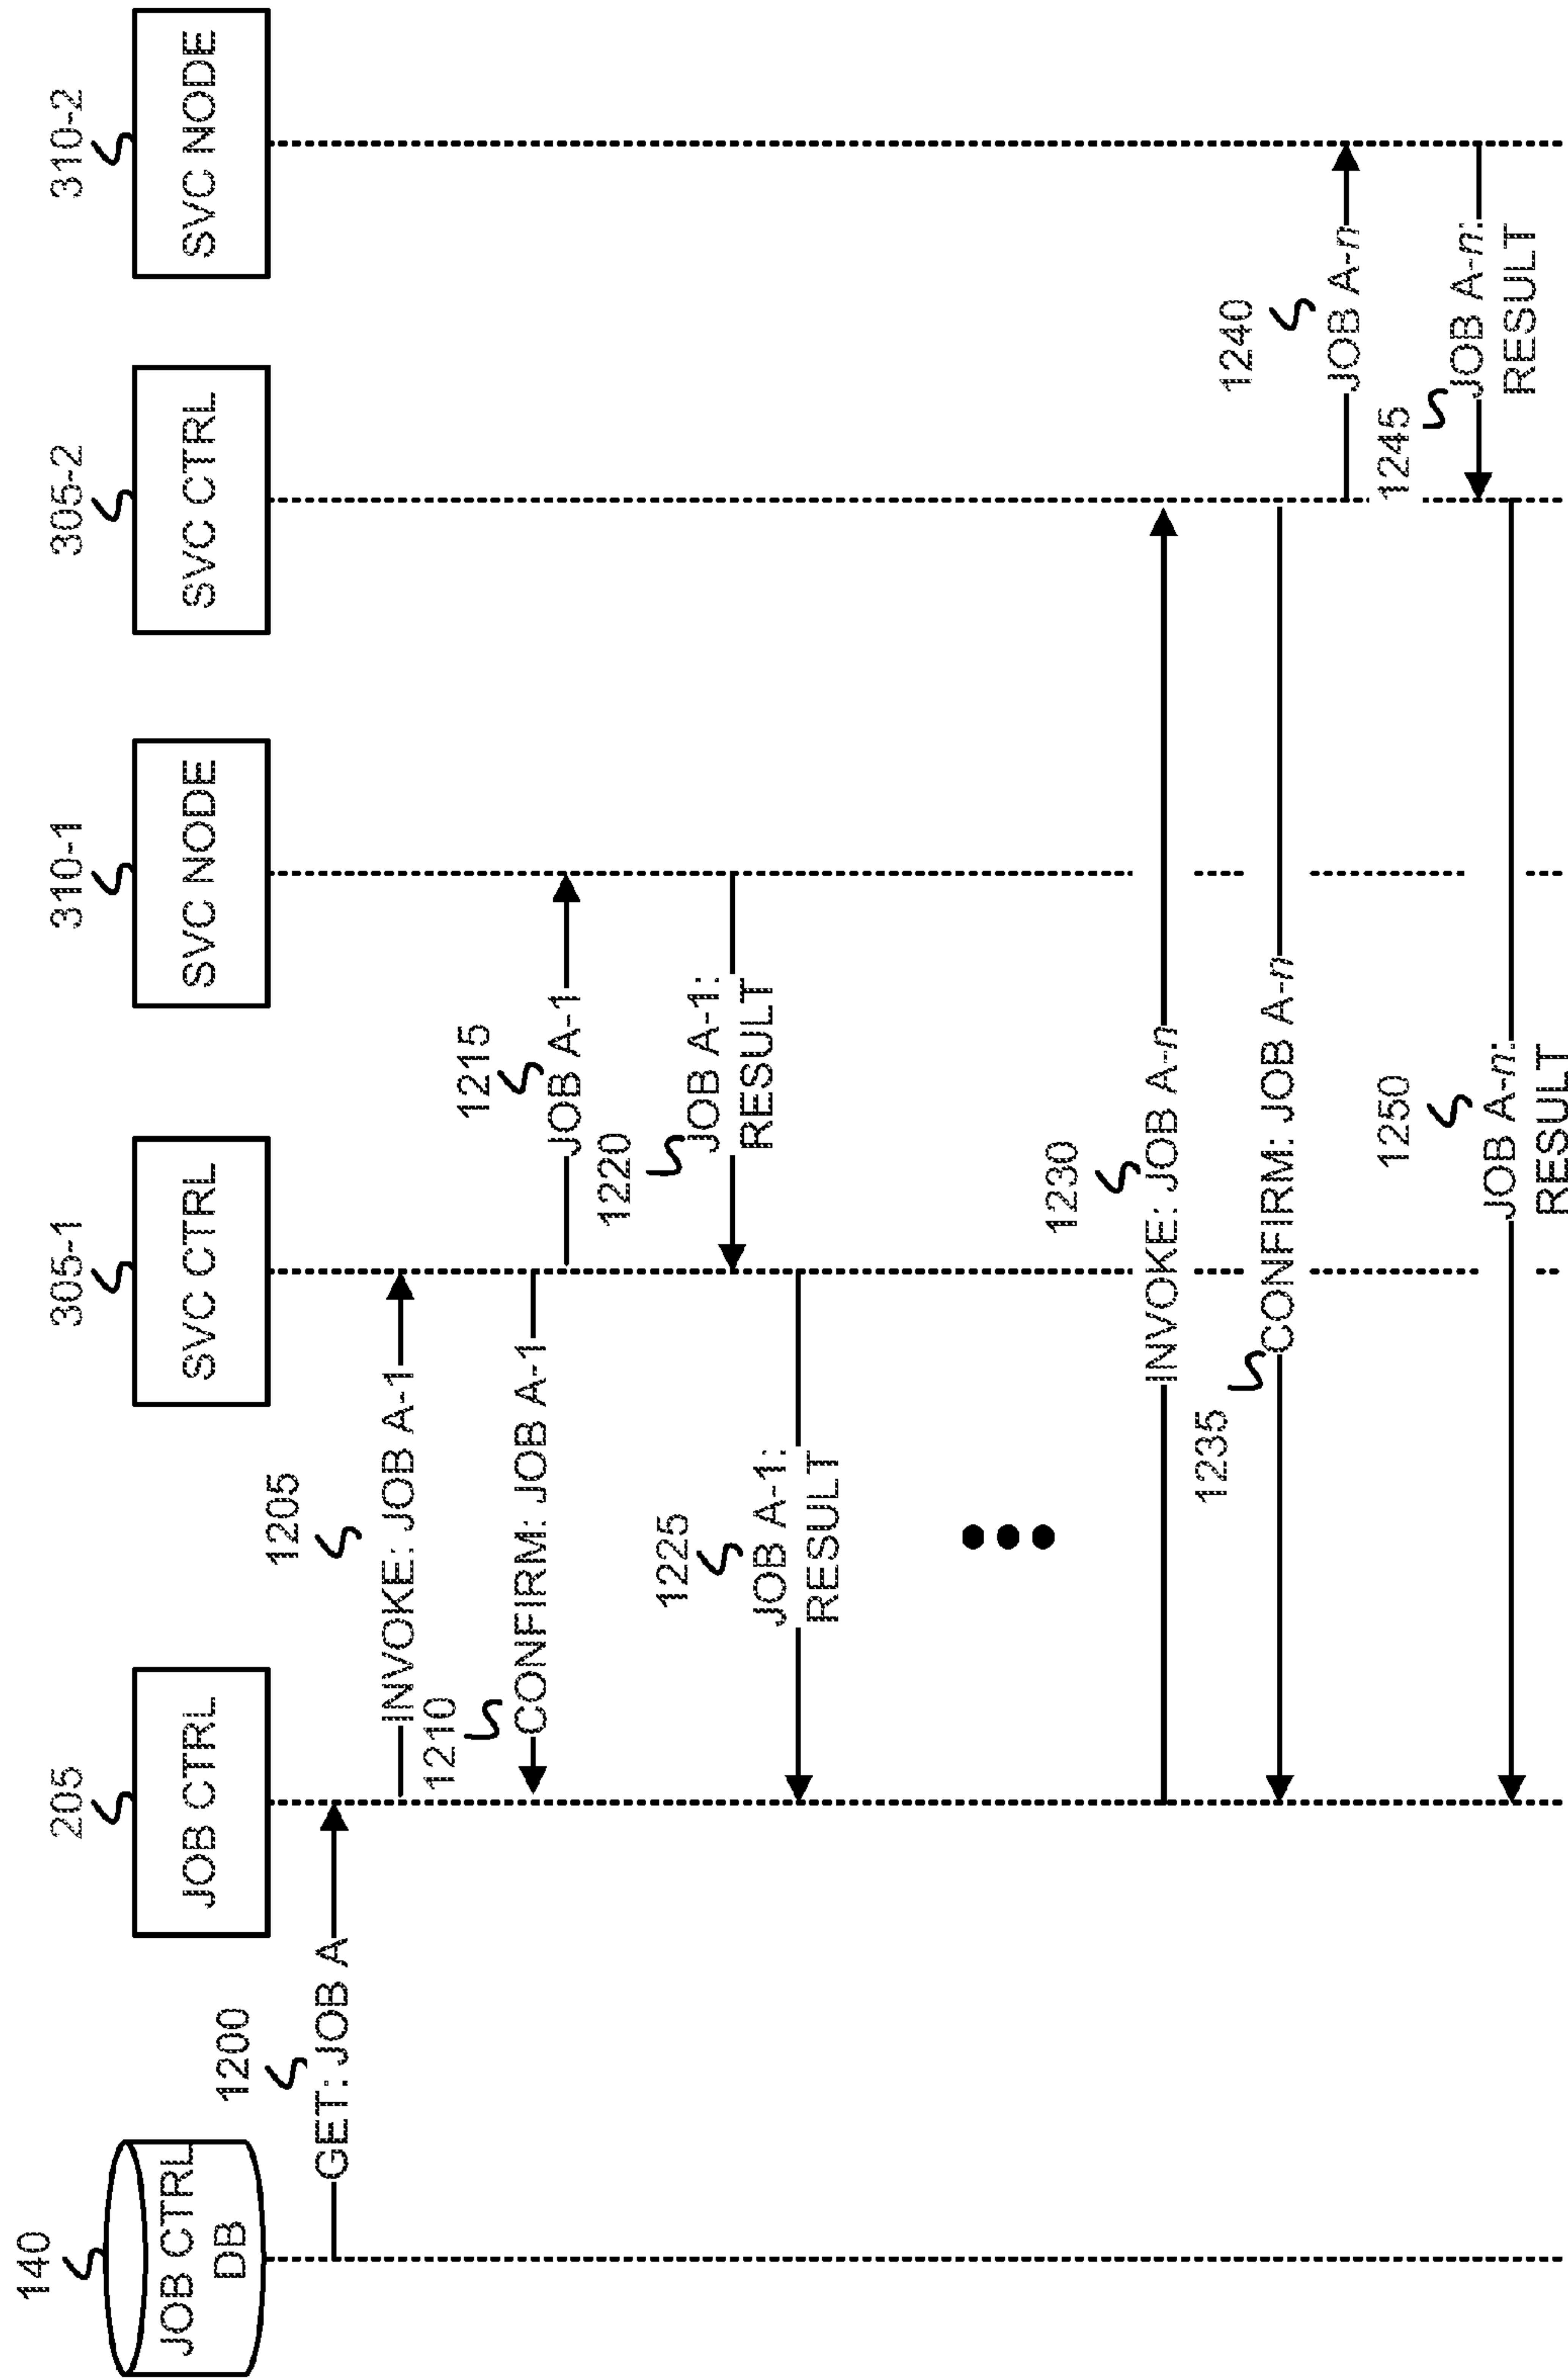 140
JOB CTRL
DB
205
JOB CTRL
305-1
SVC CTRL
310-1
SVC NODE
305-2
SVC CTRL
310-2
SVC NODE
1200
GET: JOB A
1205
INVOKE: JOB A-1
1210
CONFIRM: JOB A-1
1215
JOB A-1
1220
JOB A-1:
RESULT
1225
JOB A-1:
RESULT
1230
INVOKE: JOB A-n
1235
CONFIRM: JOB A-n
1240
JOB A-n
1245
JOB A-n:
RESULT
1250
JOB A-n:
RESULT